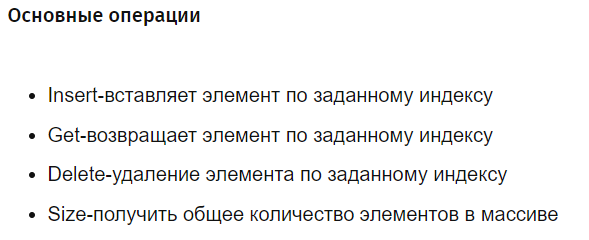 Основные операции
• Insert-вставляет элемент по заданному индексу
• Get-возвращает элемент по заданному индексу
• Delete-удаление элемента по заданному индексу
• Size-получить общее количество элементов в массиве